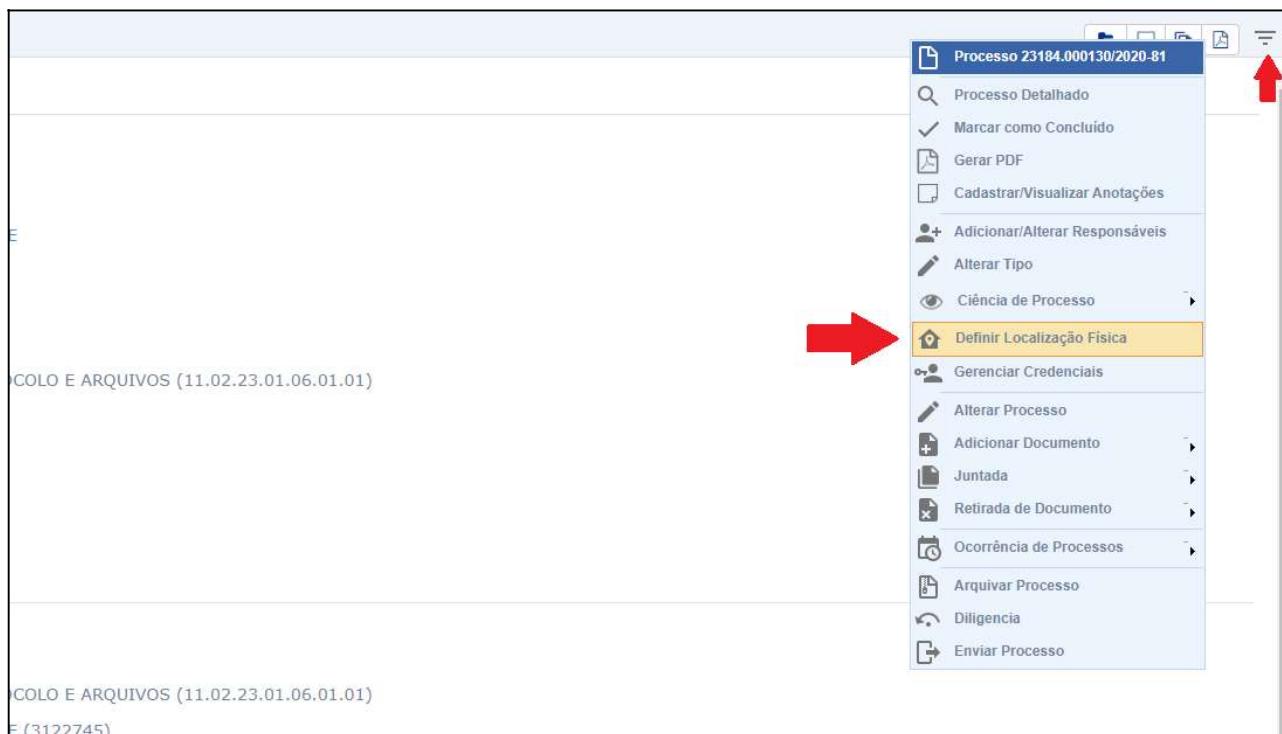 Processo 23184.000130/2020-81
Processo Detalhado
Marcar como Concluído
Gerar PDF
Cadastrar/Visualizar Anotações
E
Adicionar/Alterar Responsáveis
Alterar Tipo
Ciência de Processo
Definir Localização Física
Gerenciar Credenciais
COLO E ARQUIVOS (11.02.23.01.06.01.01)
Alterar Processo
Adicionar Documento
Juntada
Retirada de Documento
Ocorrência de Processos
Arquivar Processo
Diligencia
Enviar Processo
OCOLO E ARQUIVOS (11.02.23.01.06.01.01)
E (3122745)